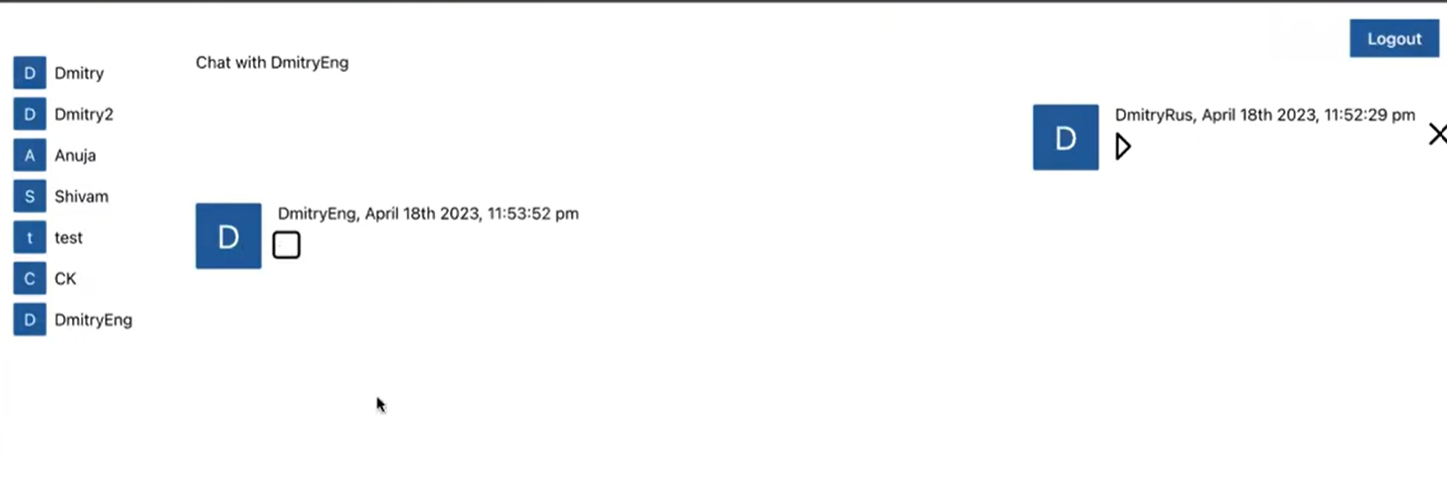 Logout
Chat with DmitryEng
D Dmitry
D Dmitry2
A Anuja
S Shivam
t test
C CK
D DmitryEng
D DmitryRus, April 18th 2023, 11:52:29 pm
D DmitryEng, April 18th 2023, 11:53:52 pm